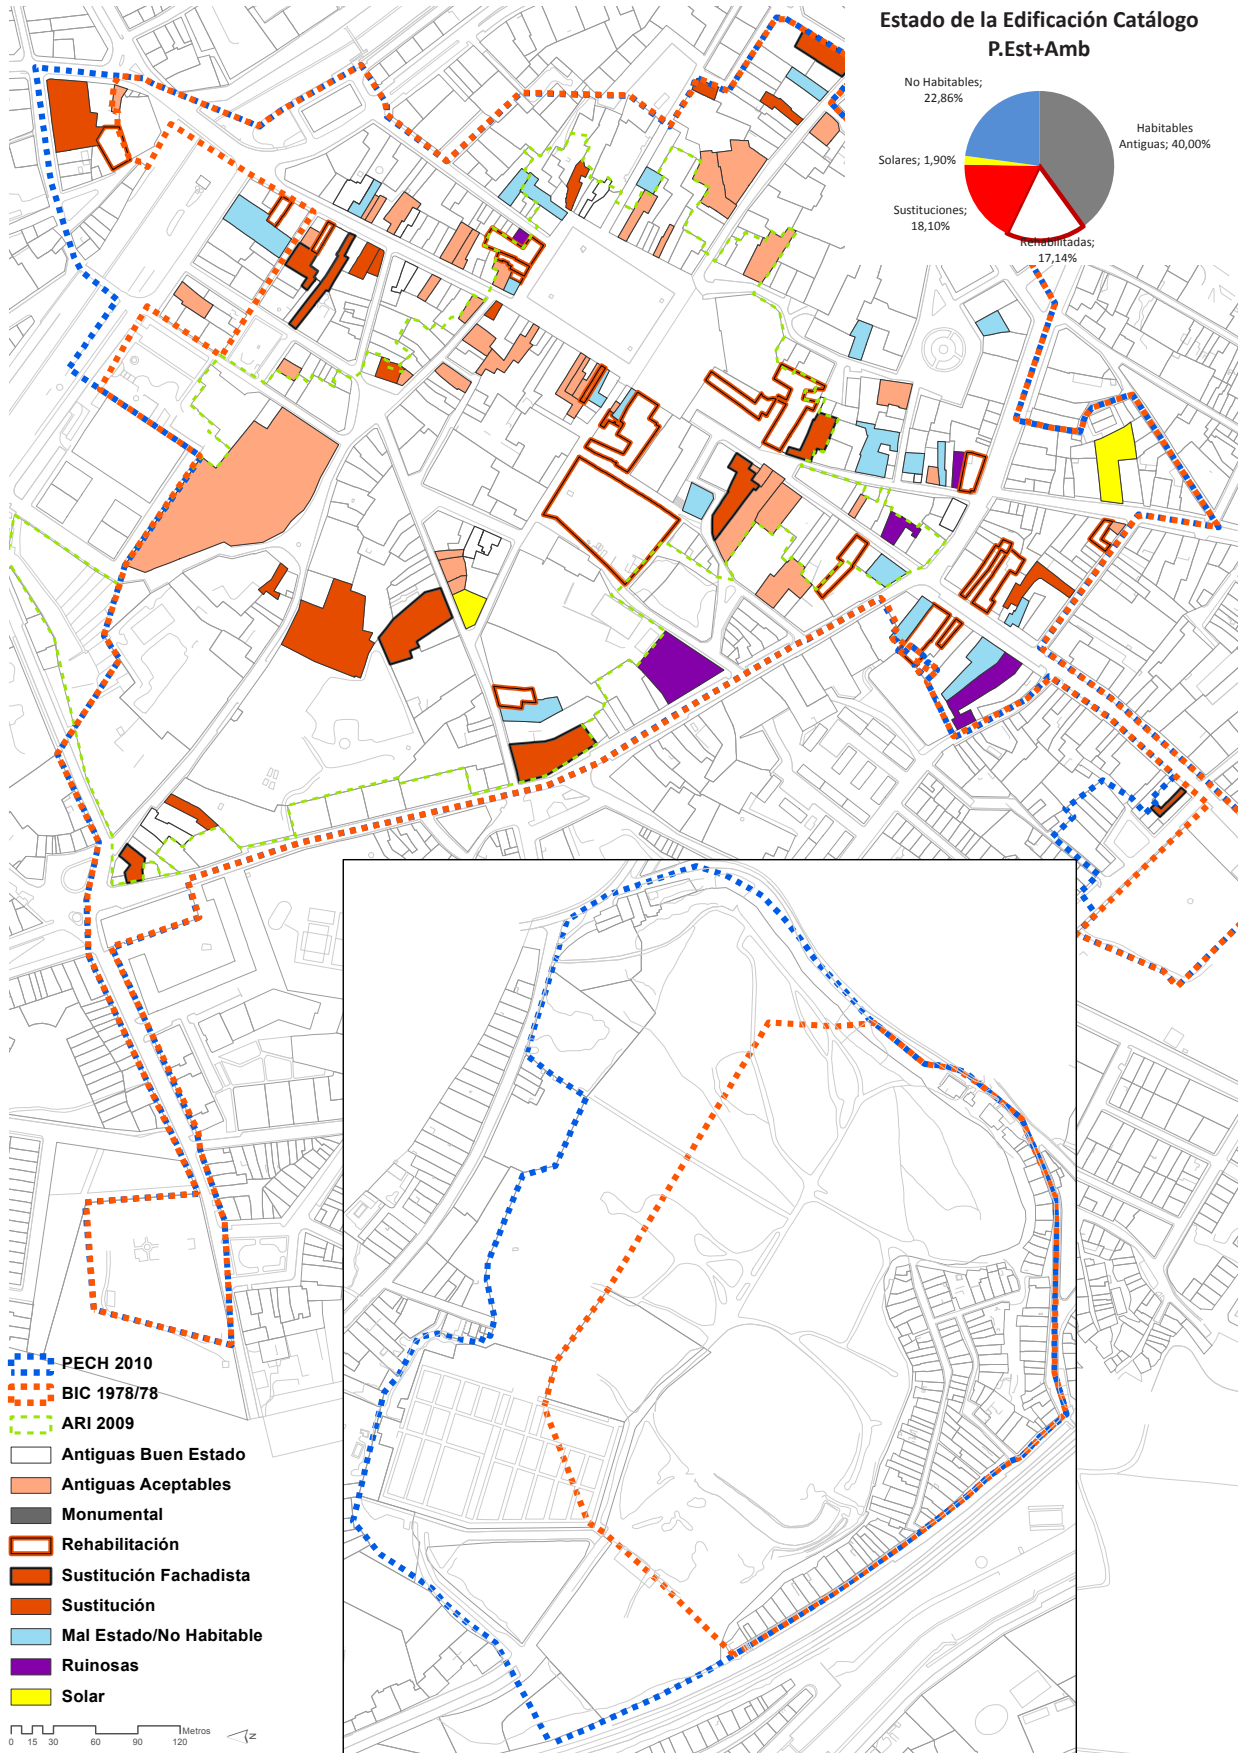 Estado de la Edificación Catálogo
P.Est+Amb
No Habitables;
22,86%
Habitables
Antiguas; 40,00%
Solares; 1,90%
Sustituciones;
18,10%
Rehabilitadas;
17,14%
PECH 2010
BIC 1978/78
ARI 2009
Antiguas Buen Estado
Antiguas Aceptables
Monumental
Rehabilitación
Sustitución Fachadista
Sustitución
Mal Estado/No Habitable
Ruinosas
Solar
Metros
0 15 30 60 90 120
N